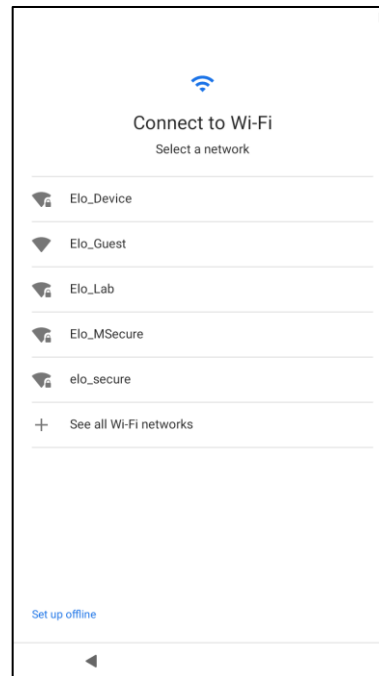 Connect to Wi-Fi
Select a network
Elo_Device
Elo_Guest
Elo_Lab
Elo_MSecure
elo_secure
See all Wi-Fi networks
Set up offline